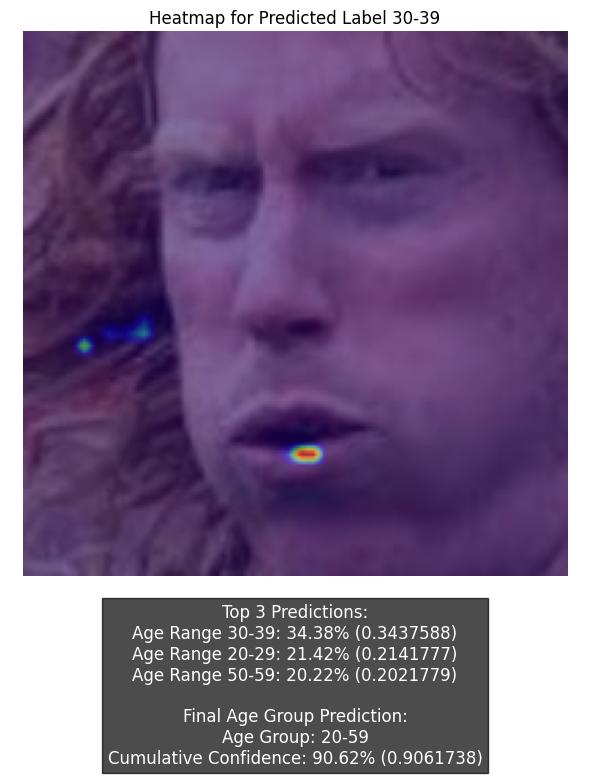 Heatmap for Predicted Label 30-39
Top 3 Predictions:
Age Range 30-39: 34.38% (0.3437588)
Age Range 20-29: 21.42% (0.2141777)
Age Range 50-59: 20.22% (0.2021779)
Final Age Group Prediction:
Age Group: 20-59
Cumulative Confidence: 90.62% (0.9061738)